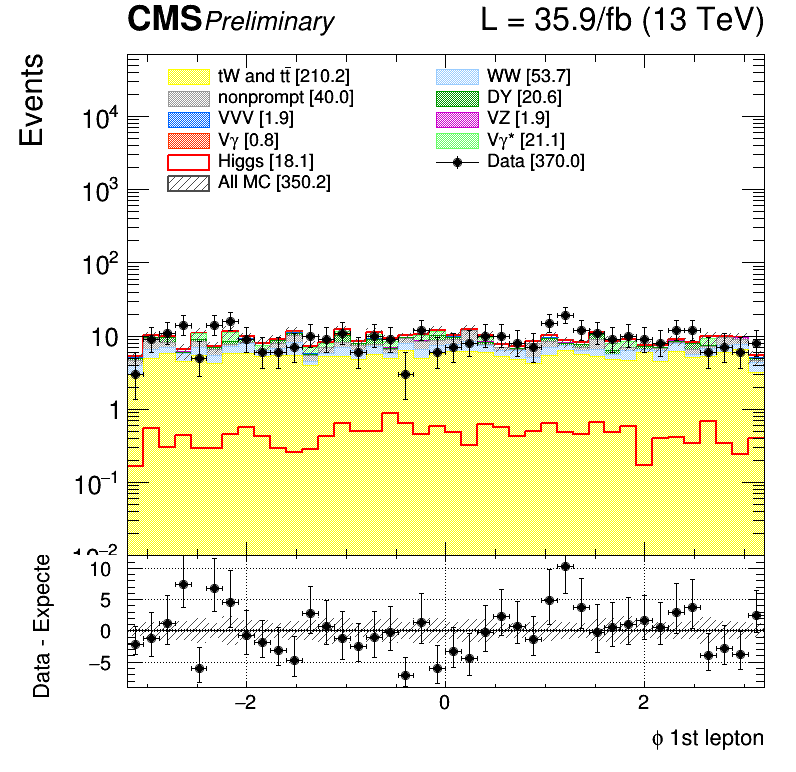 CMS Preliminary L = 35.9/fb (13 TeV)
Events
tW and tt̄ [210.2] WW [53.7]
nonprompt [40.0] DY [20.6]
VVV [1.9] VZ [1.9]
Vγ [0.8] Vγ* [21.1]
Higgs [18.1] Data [370.0]
All MC [350.2]
10⁴
10³
10²
10
1
10⁻¹
10⁻²
Data - Expecte
10
5
0
−5
−2 0 2
ϕ 1st lepton